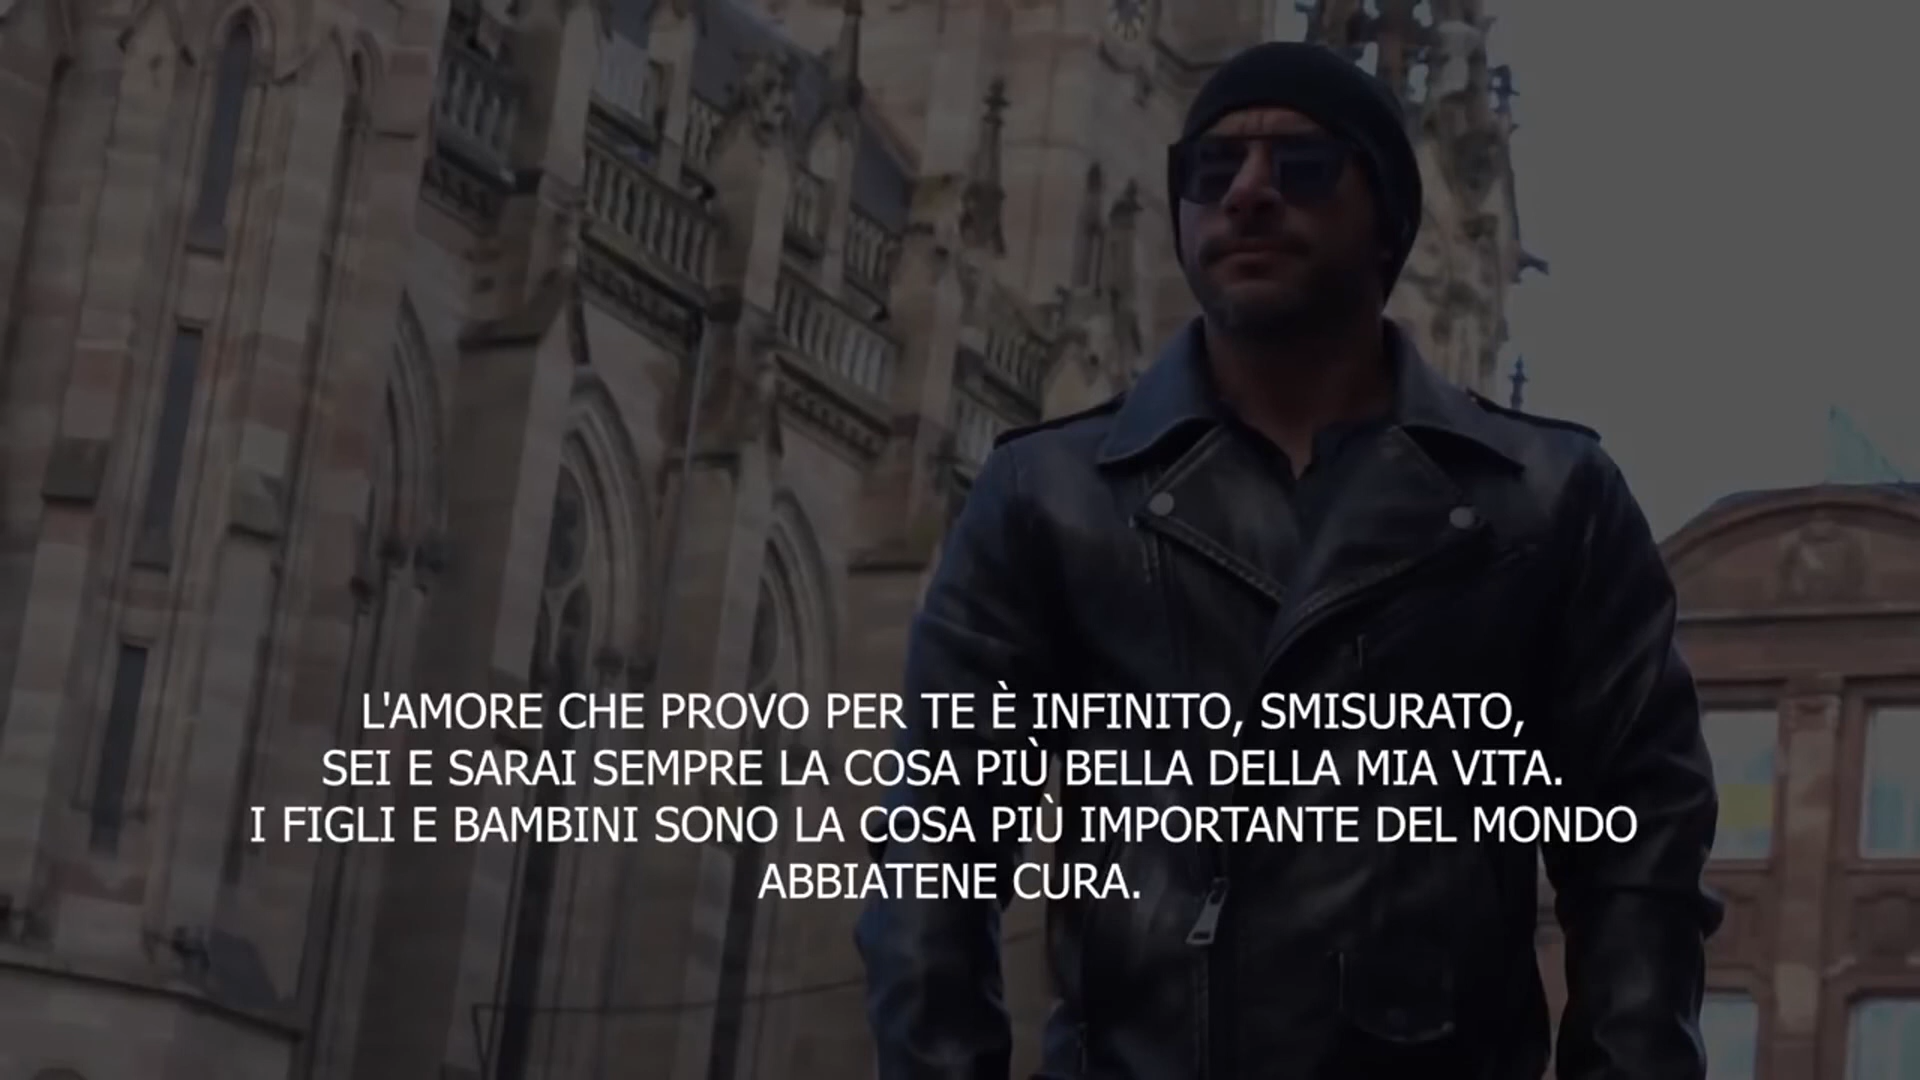 L'AMORE CHE PROVO PER TE È INFINITO, SMISURATO,
SEI E SARAI SEMPRE LA COSA PIÙ BELLA DELLA MIA VITA.
I FIGLI E BAMBINI SONO LA COSA PIÙ IMPORTANTE DEL MONDO
ABBIATENE CURA.